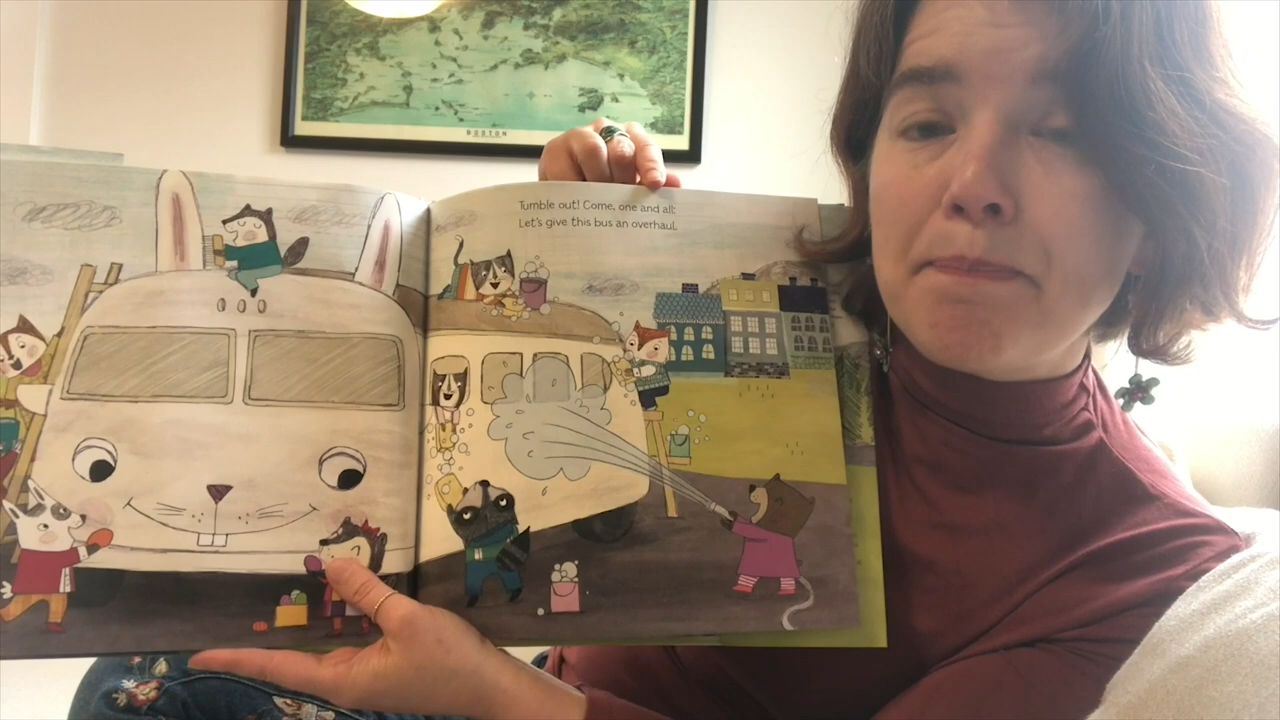 BOSTON
Tumble out! Come, one and all;
Let's give this bus an overhaul.